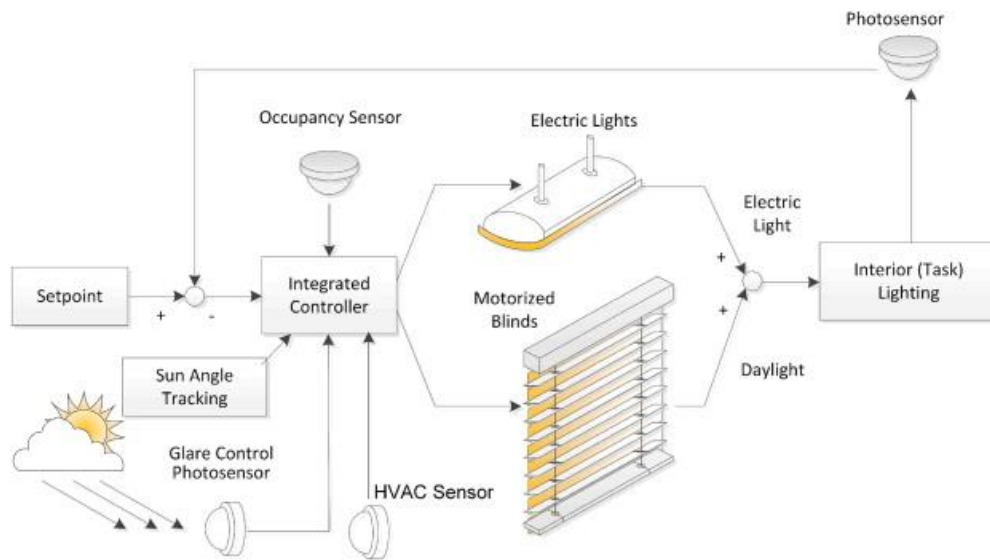 Photosensor
Occupancy Sensor
Electric Lights
Electric
Light
Setpoint
+
-
Integrated
Controller
Motorized
Blinds
+
+
Interior (Task)
Lighting
Sun Angle
Tracking
Daylight
Glare Control
Photosensor
HVAC Sensor